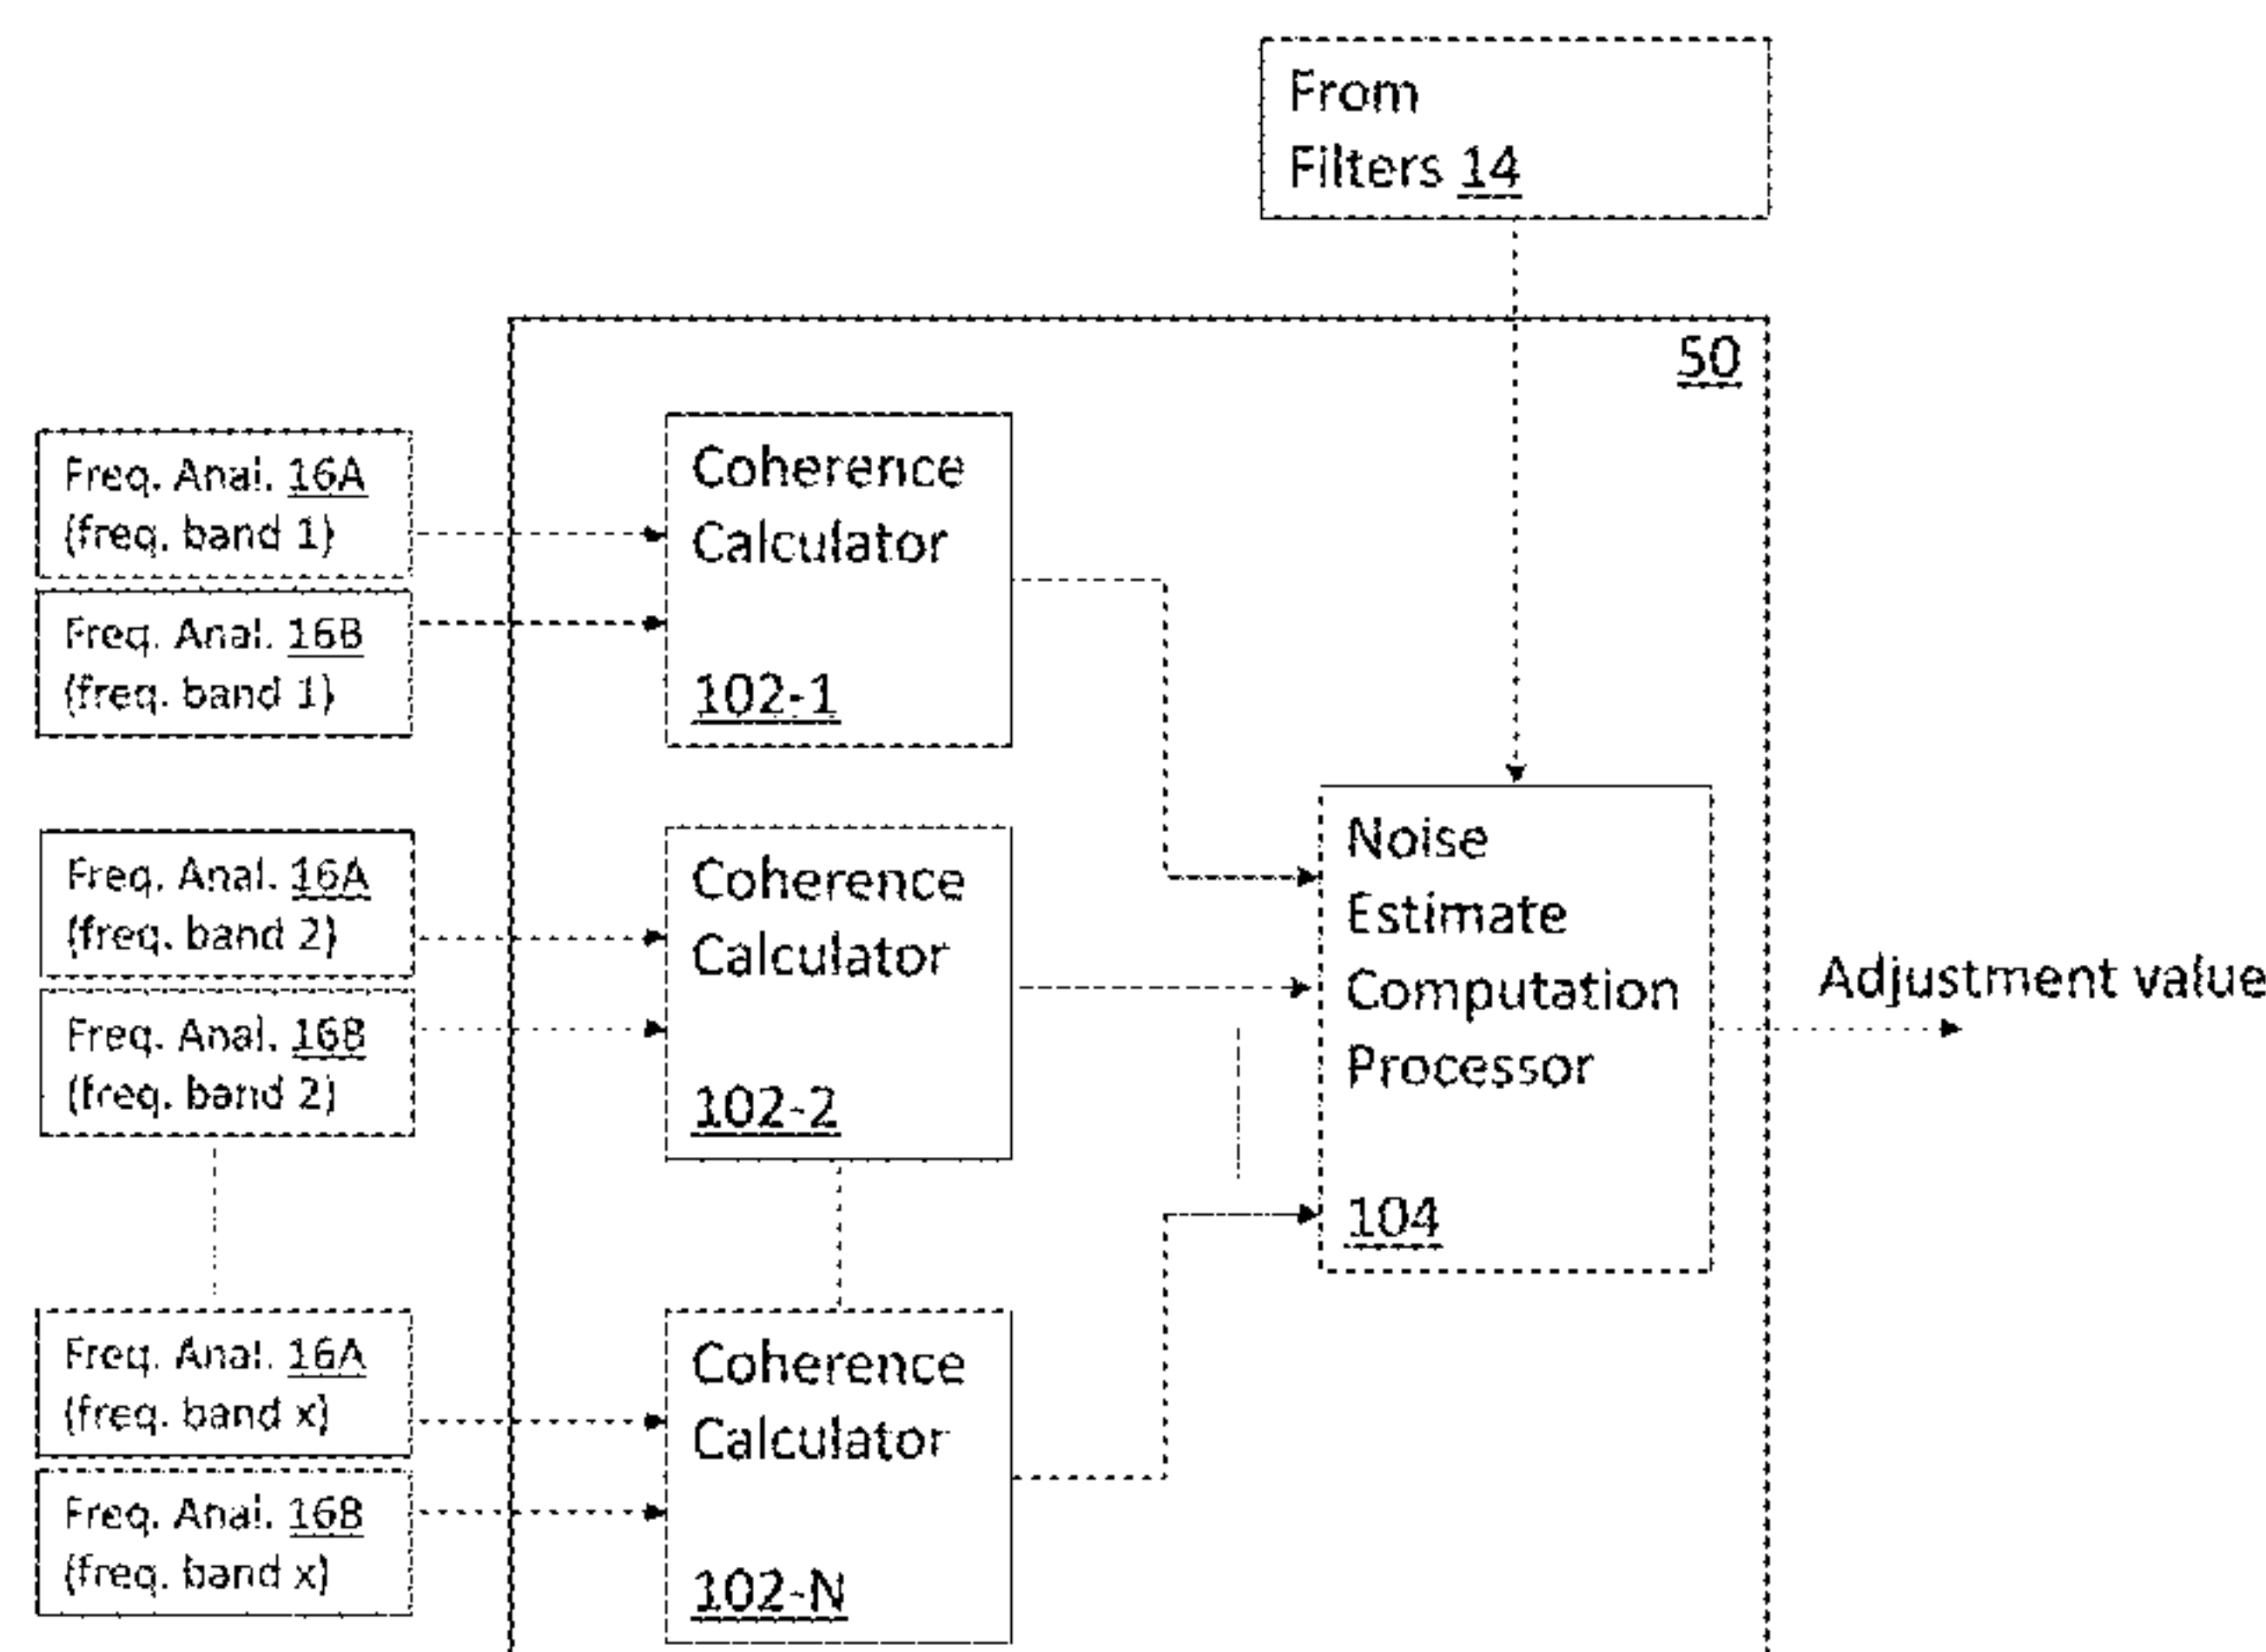 From
Filters 14
50
Freq. Anal. 16A
(freq. band 1)
Freq. Anal. 16B
(freq. band 1)
Coherence
Calculator
102-1
Freq. Anal. 16A
(freq. band 2)
Freq. Anal. 16B
(freq. band 2)
Coherence
Calculator
102-2
Noise
Estimate
Computation
Processor
104
Adjustment value
Freq. Anal. 16A
(freq. band x)
Freq. Anal. 16B
(freq. band x)
Coherence
Calculator
102-N